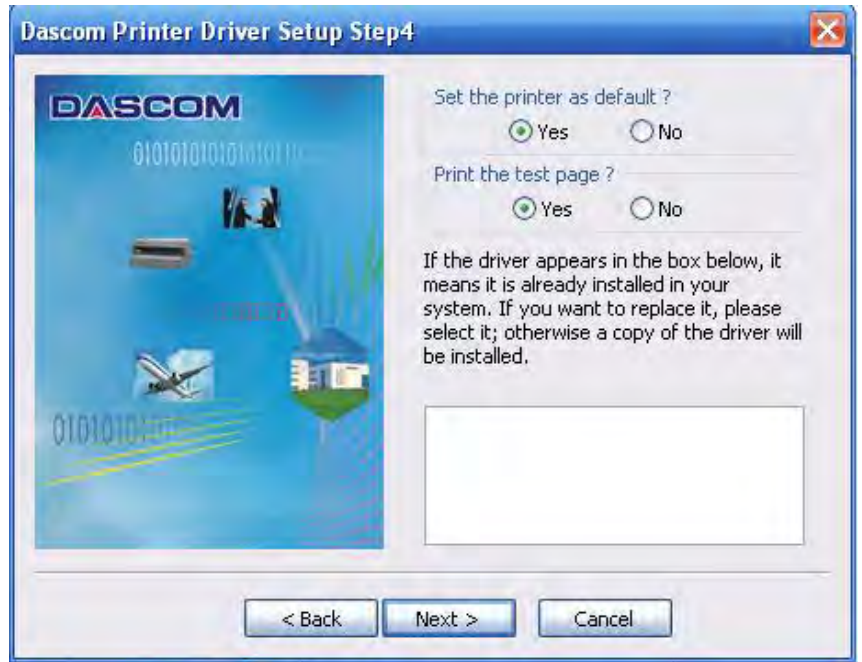 Dascom Printer Driver Setup Step4
DASCOM
Set the printer as default ?
Yes No
Print the test page ?
Yes No
If the driver appears in the box below, it
means it is already installed in your
system. If you want to replace it, please
select it; otherwise a copy of the driver will
be installed.
< Back Next > Cancel